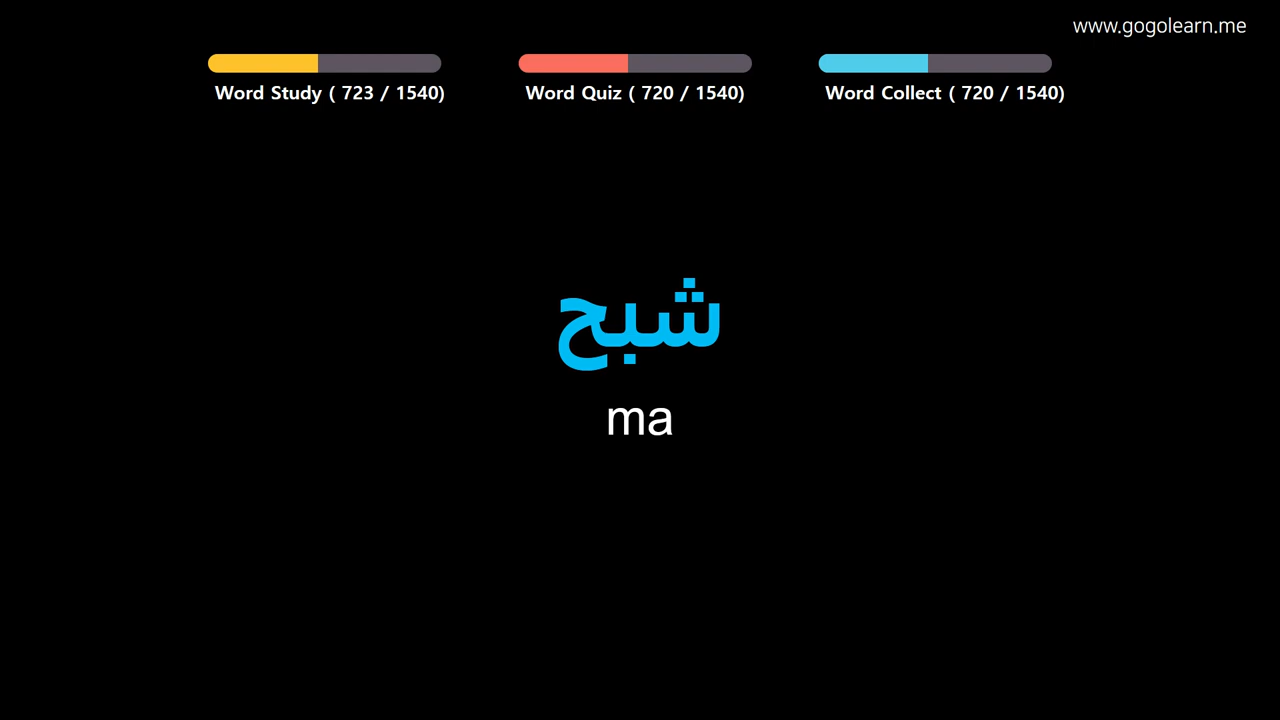 www.gogolearn.me
Word Study ( 723 / 1540)
Word Quiz ( 720 / 1540)
Word Collect ( 720 / 1540)
شبح
ma